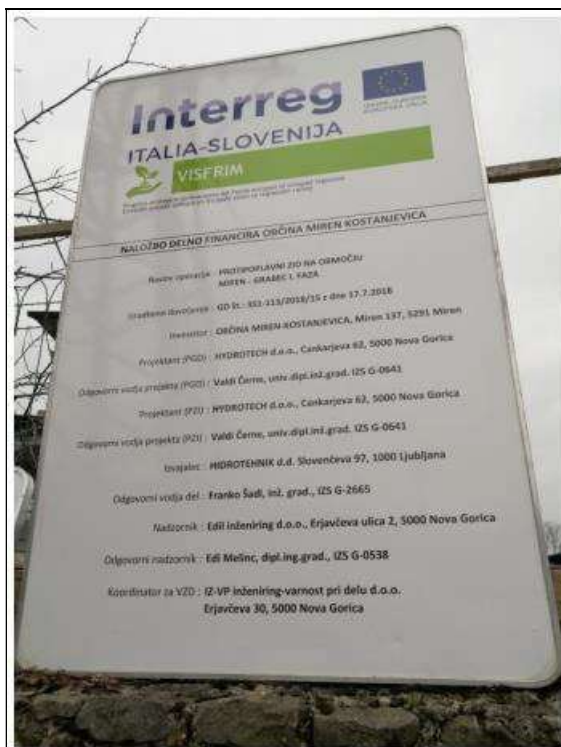 Interreg
ITALIA-SLOVENIJA
VISFRIM
NALOŽBO DELNO FINANCIRA OBČINA MIREN KOSTANJEVICA
Naziv operacije : PROTIPOPLAVNI ZID NA OBMOČJU
MIREN - GRABEC I. FAZA
Gradbeno dovoljenje : GD št.: 351-113/2018/15 z dne 17.7.2018
Investitor : OBČINA MIREN-KOSTANJEVICA, Miren 137, 5291 Miren
Projektant (PGD) : HYDROTECH d.o.o., Cankarjeva 62, 5000 Nova Gorica
Odgovorni vodja projekta (PGD) : Valdi Černe, univ.dipl.inž.grad. IZS G-0641
Projektant (PZI) : HYDROTECH d.o.o., Cankarjeva 62, 5000 Nova Gorica
Odgovorni vodja projekta (PZI) : Valdi Černe, univ.dipl.inž.grad. IZS G-0641
Izvajalec : HIDROTEHNIK d.d. Slovenčeva 97, 1000 Ljubljana
Odgovorni vodja del : Franko Šadi, inž. grad., IZS G-2665
Nadzornik : Edil inženiring d.o.o., Erjavčeva ulica 2, 5000 Nova Gorica
Odgovorni nadzornik : Edi Melinc, dipl.ing.grad., IZS G-0538
Koordinator za VZD : IZ-VP inženiring-varnost pri delu d.o.o.
Erjavčeva 30, 5000 Nova Gorica